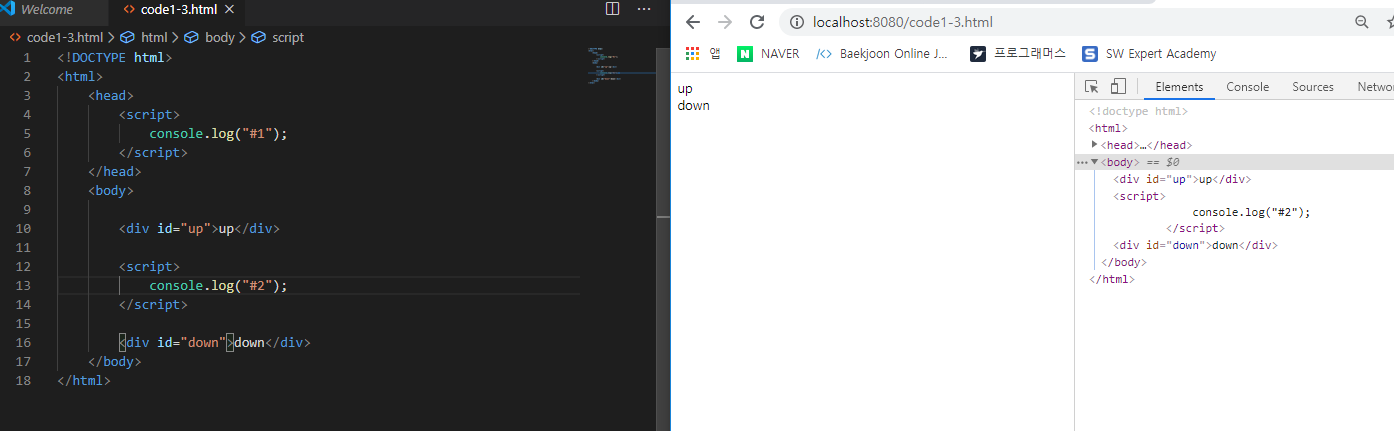 Welcome
code1-3.html
code1-3.html > html > body > script
1 <!DOCTYPE html>
2 <html>
3 <head>
4 <script>
5 console.log("#1");
6 </script>
7 </head>
8 <body>
9
10 <div id="up">up</div>
11
12 <script>
13 console.log("#2");
14 </script>
15
16 <div id="down">down</div>
17 </body>
18 </html>
localhost:8080/code1-3.html
앱 NAVER Baekjoon Online J... 프로그래머스 SW Expert Academy
up
down
Elements Console Sources Networ
<!doctype html>
<html>
<head>…</head>
<body> == $0
<div id="up">up</div>
<script>
console.log("#2");
</script>
<div id="down">down</div>
</body>
</html>